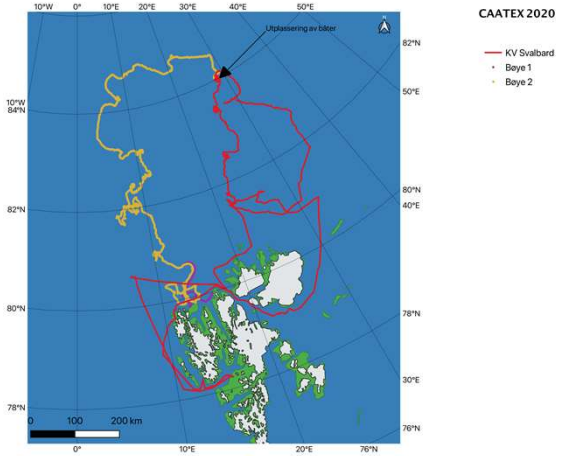 10°W 0° 10°E 20°E 30°E 40°E 50°E
CAATEX 2020
Utplassering av båter
N
82°N
KV Svalbard
Bøye 1
Bøye 2
50°E
10°W
84°N
80°N
40°E
82°N
80°N
78°N
30°E
78°N
0 100 200 km
76°N
0° 10°E 20°E 76°N